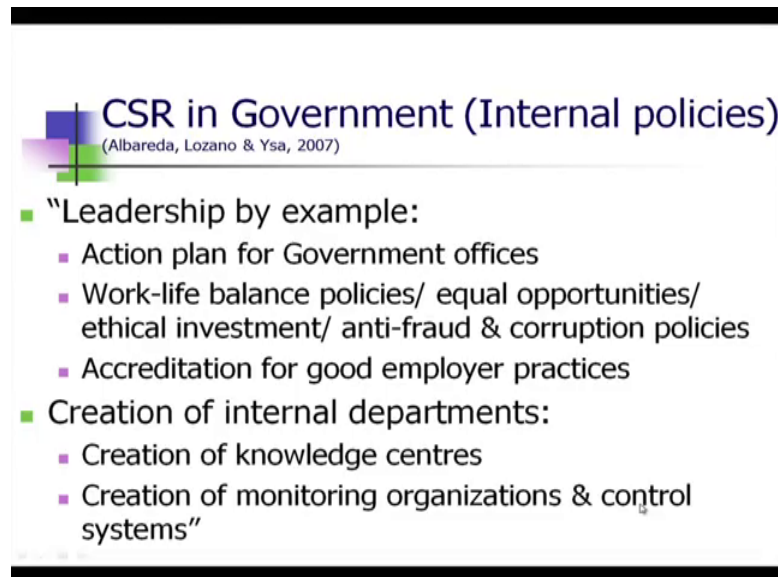 CSR in Government (Internal policies)
(Albareda, Lozano & Ysa, 2007)
“Leadership by example:
Action plan for Government offices
Work-life balance policies/ equal opportunities/
ethical investment/ anti-fraud & corruption policies
Accreditation for good employer practices
Creation of internal departments:
Creation of knowledge centres
Creation of monitoring organizations & control
systems”